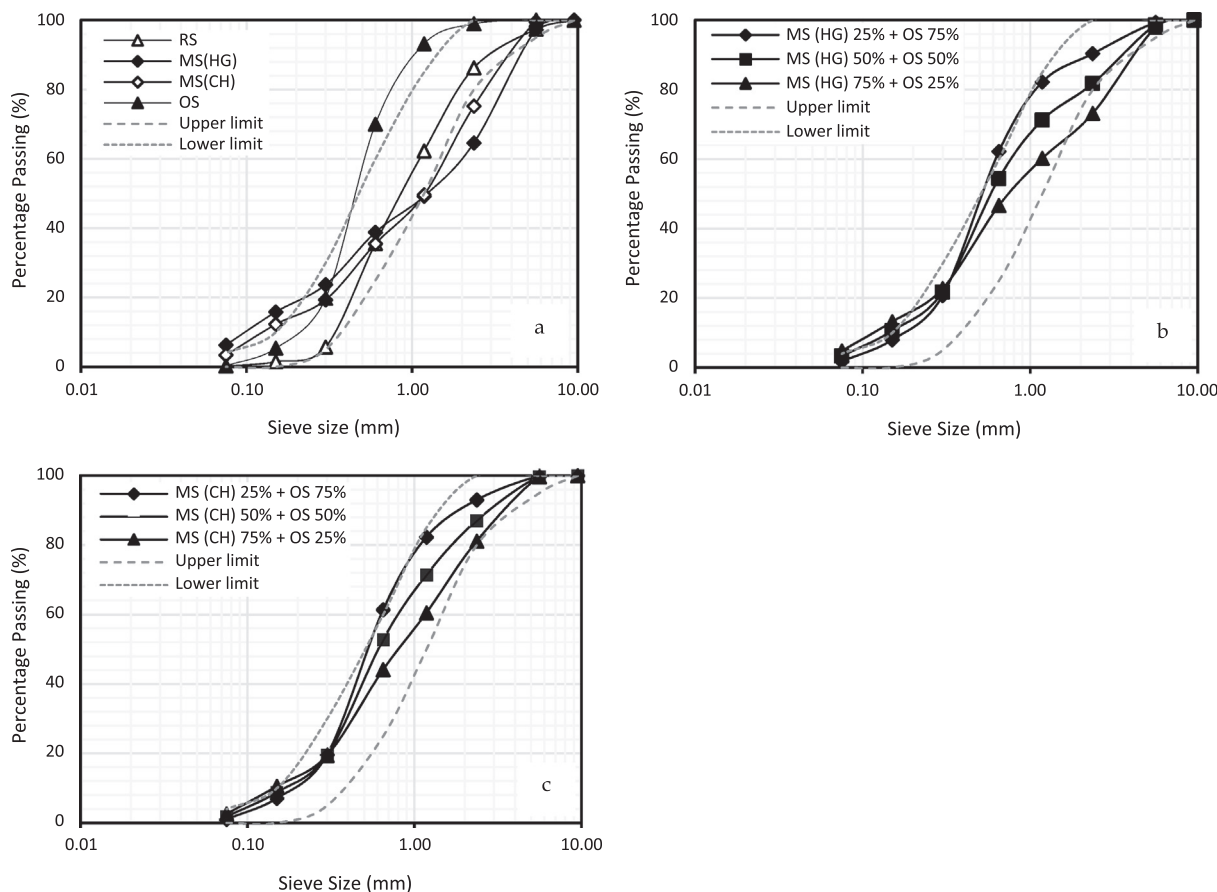 100
80
60
40
20
0
Percentage Passing (%)
RS
MS(HG)
MS(CH)
OS
Upper limit
Lower limit
a
0.01
0.10
1.00
10.00
Sieve size (mm)
100
80
60
40
20
0
Percentage Passing (%)
MS (HG) 25% + OS 75%
MS (HG) 50% + OS 50%
MS (HG) 75% + OS 25%
Upper limit
Lower limit
b
0.01
0.10
1.00
10.00
Sieve Size (mm)
100
80
60
40
20
0
Percentage Passing (%)
MS (CH) 25% + OS 75%
MS (CH) 50% + OS 50%
MS (CH) 75% + OS 25%
Upper limit
Lower limit
c
0.01
0.10
1.00
10.00
Sieve Size (mm)